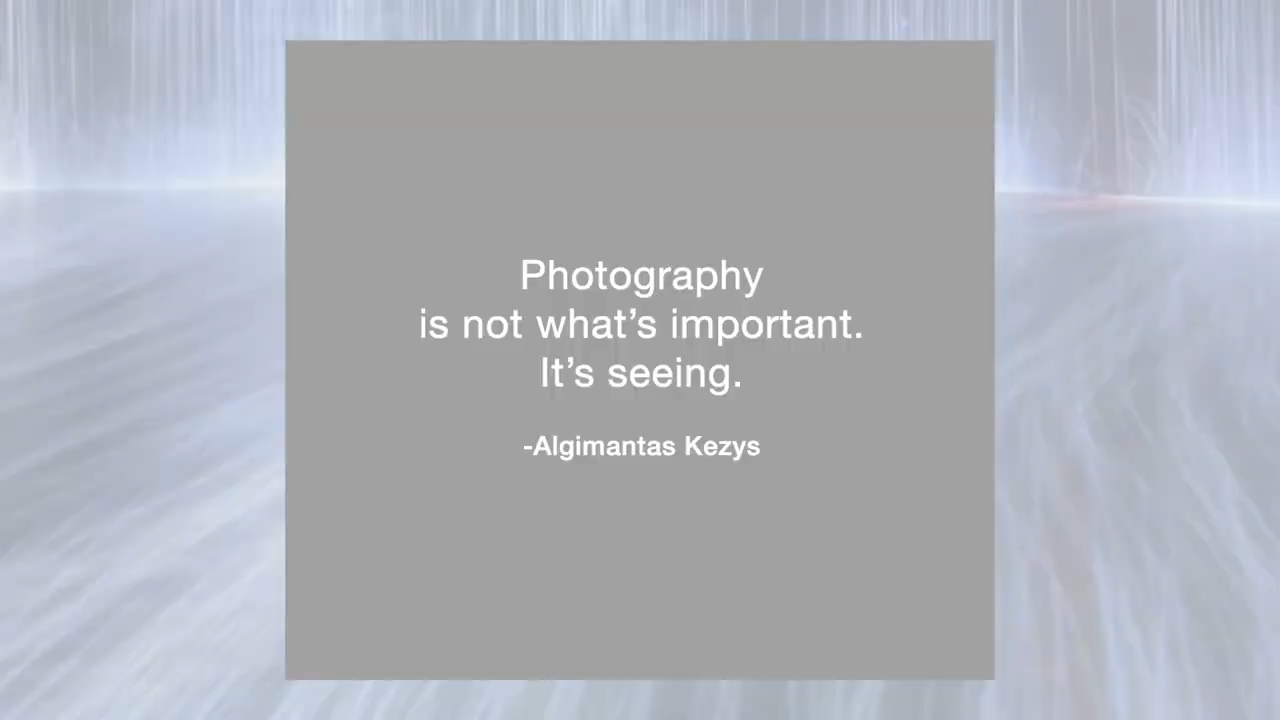 Photography
is not what’s important.
It’s seeing.
-Algimantas Kezys